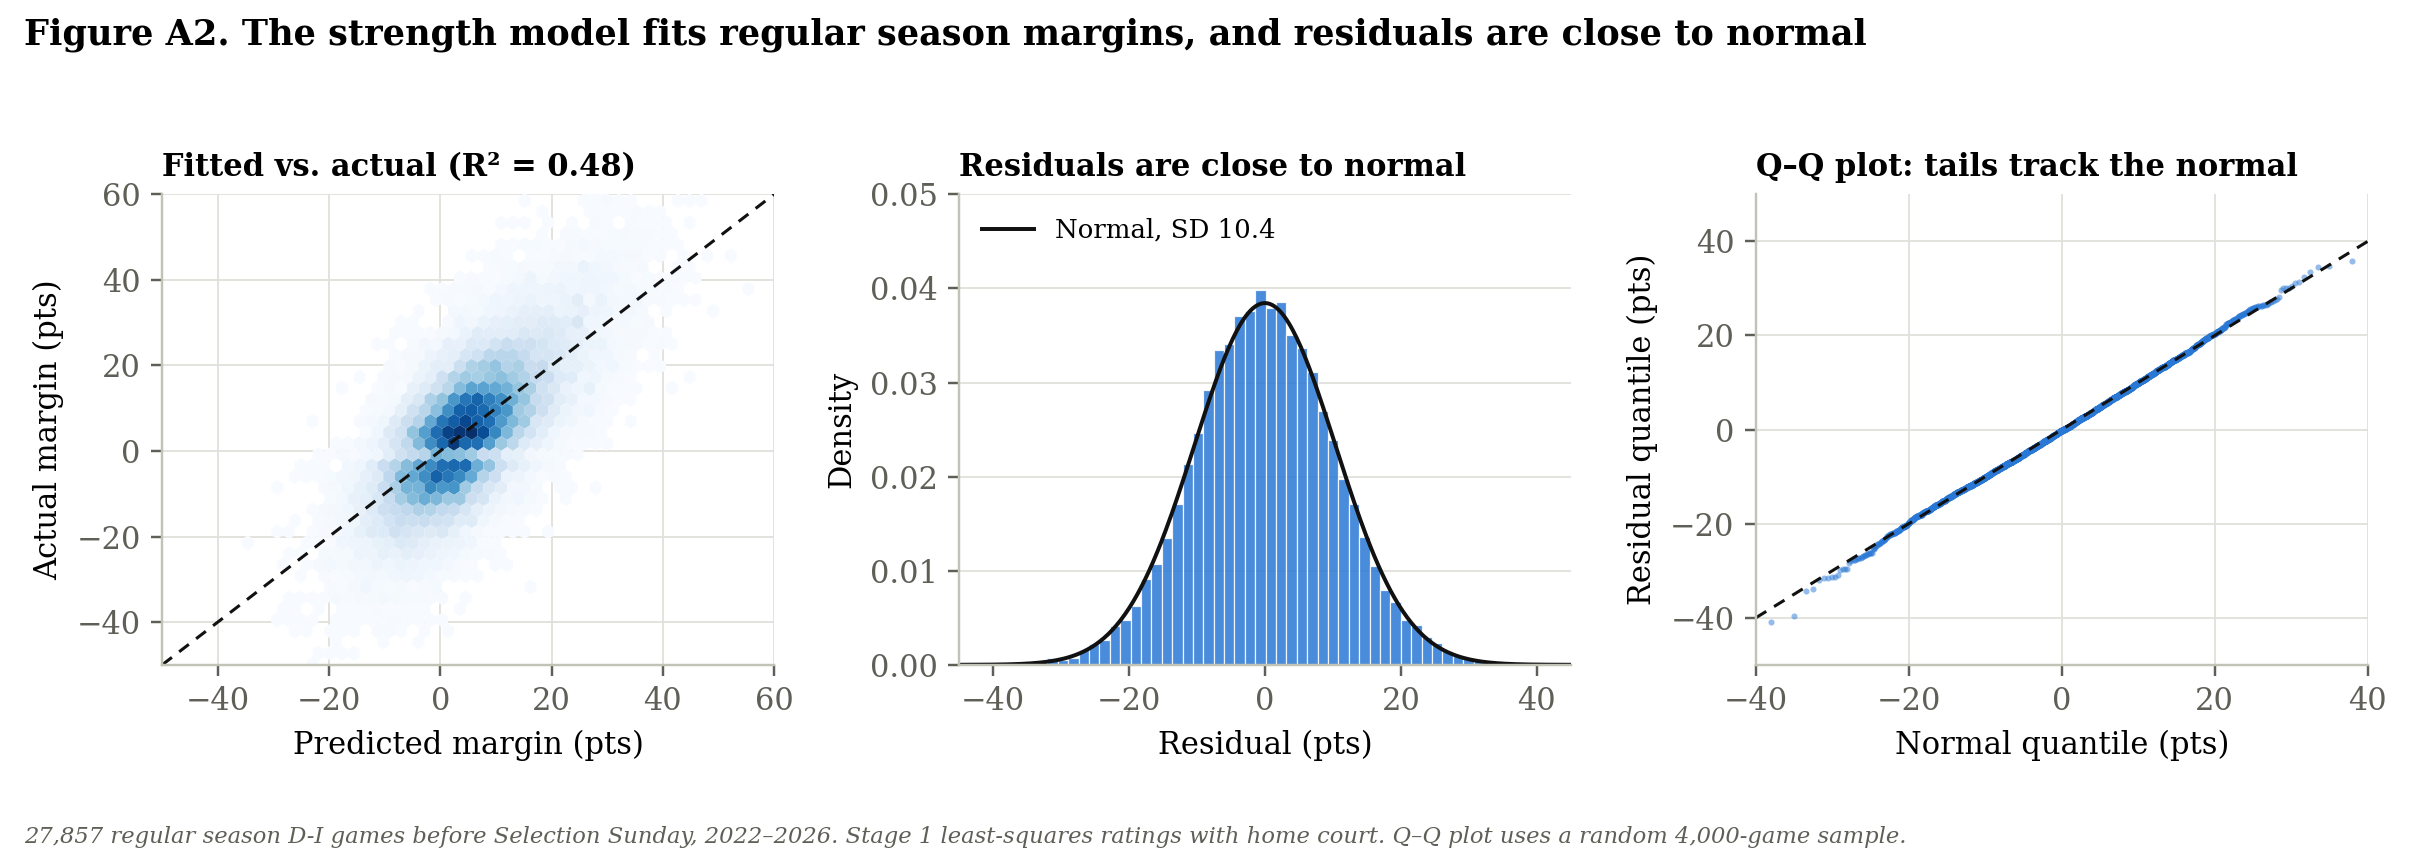 Figure A2. The strength model fits regular season margins, and residuals are close to normal
Fitted vs. actual (R² = 0.48)
60
40
20
0
−20
−40
Actual margin (pts)
−40
−20
0
20
40
60
Predicted margin (pts)
Residuals are close to normal
Normal, SD 10.4
0.05
0.04
0.03
0.02
0.01
0.00
Density
−40
−20
0
20
40
Residual (pts)
Q–Q plot: tails track the normal
40
20
0
−20
−40
Residual quantile (pts)
−40
−20
0
20
40
Normal quantile (pts)
27,857 regular season D-I games before Selection Sunday, 2022–2026. Stage 1 least-squares ratings with home court. Q–Q plot uses a random 4,000-game sample.